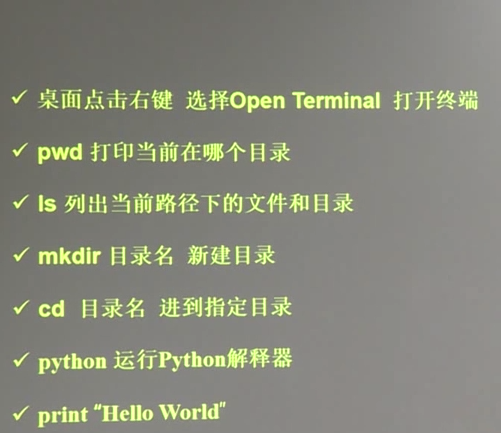 ✓ 桌面点击右键 选择Open Terminal 打开终端
✓ pwd 打印当前在哪个目录
✓ ls 列出当前路径下的文件和目录
✓ mkdir 目录名 新建目录
✓ cd 目录名 进到指定目录
✓ python 运行Python解释器
✓ print “Hello World”